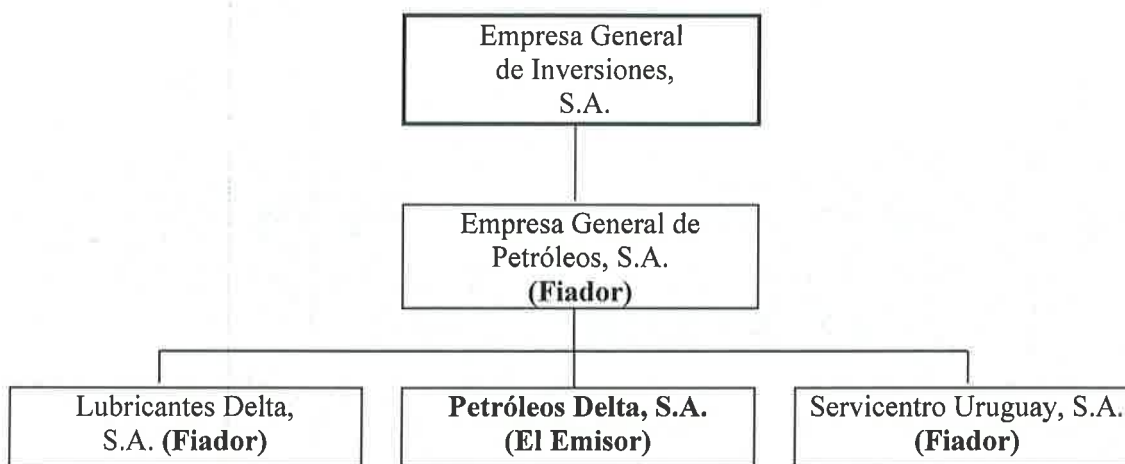 Empresa General
de Inversiones,
S.A.
Empresa General de
Petróleos, S.A.
(Fiador)
Lubricantes Delta,
S.A. (Fiador)
Petróleos Delta, S.A.
(El Emisor)
Servicentro Uruguay, S.A.
(Fiador)